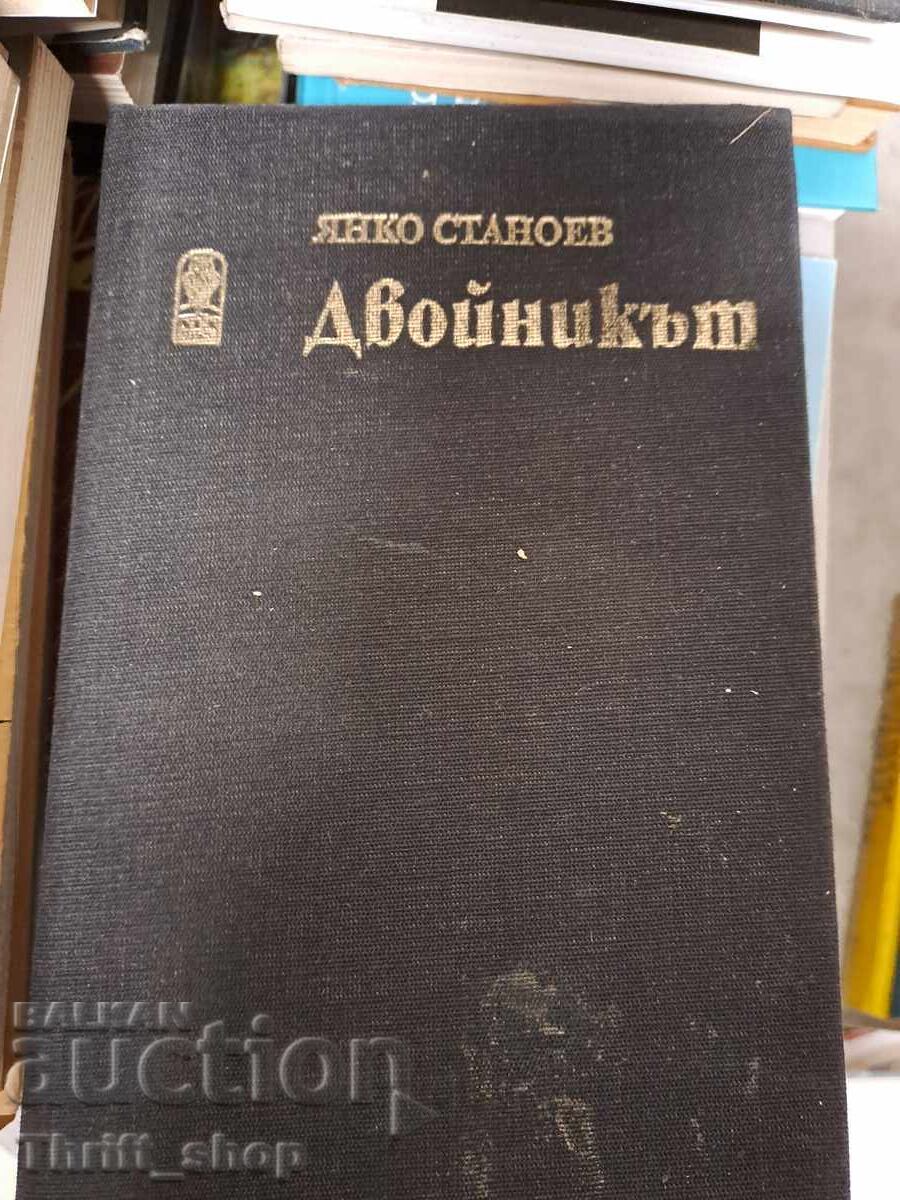 ЯНКО СТАНОЕВ
Двойникът
BALKAN
auction
Thrift_shop